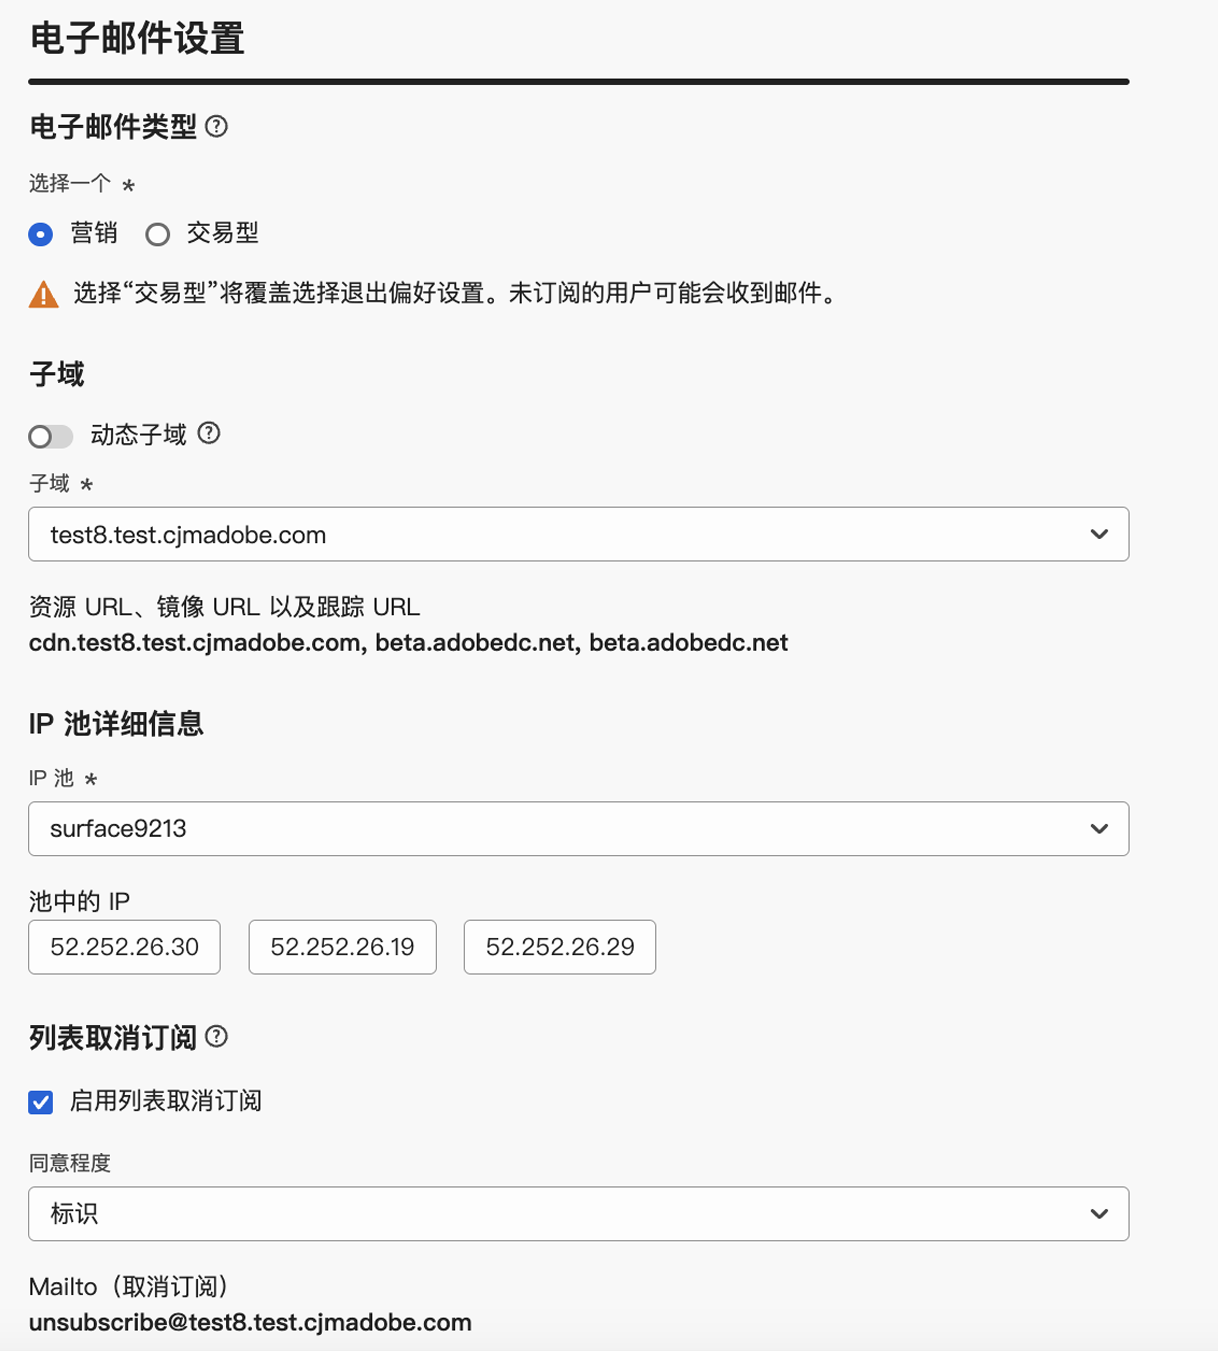 电子邮件设置
电子邮件类型
选择一个 *
营销 交易型
选择“交易型”将覆盖选择退出偏好设置。未订阅的用户可能会收到邮件。
子域
动态子域
子域 *
test8.test.cjmadobe.com
资源 URL、镜像 URL 以及跟踪 URL
cdn.test8.test.cjmadobe.com, beta.adobedc.net, beta.adobedc.net
IP 池详细信息
IP 池 *
surface9213
池中的 IP
52.252.26.30 52.252.26.19 52.252.26.29
列表取消订阅
启用列表取消订阅
同意程度
标识
Mailto（取消订阅）
unsubscribe@test8.test.cjmadobe.com